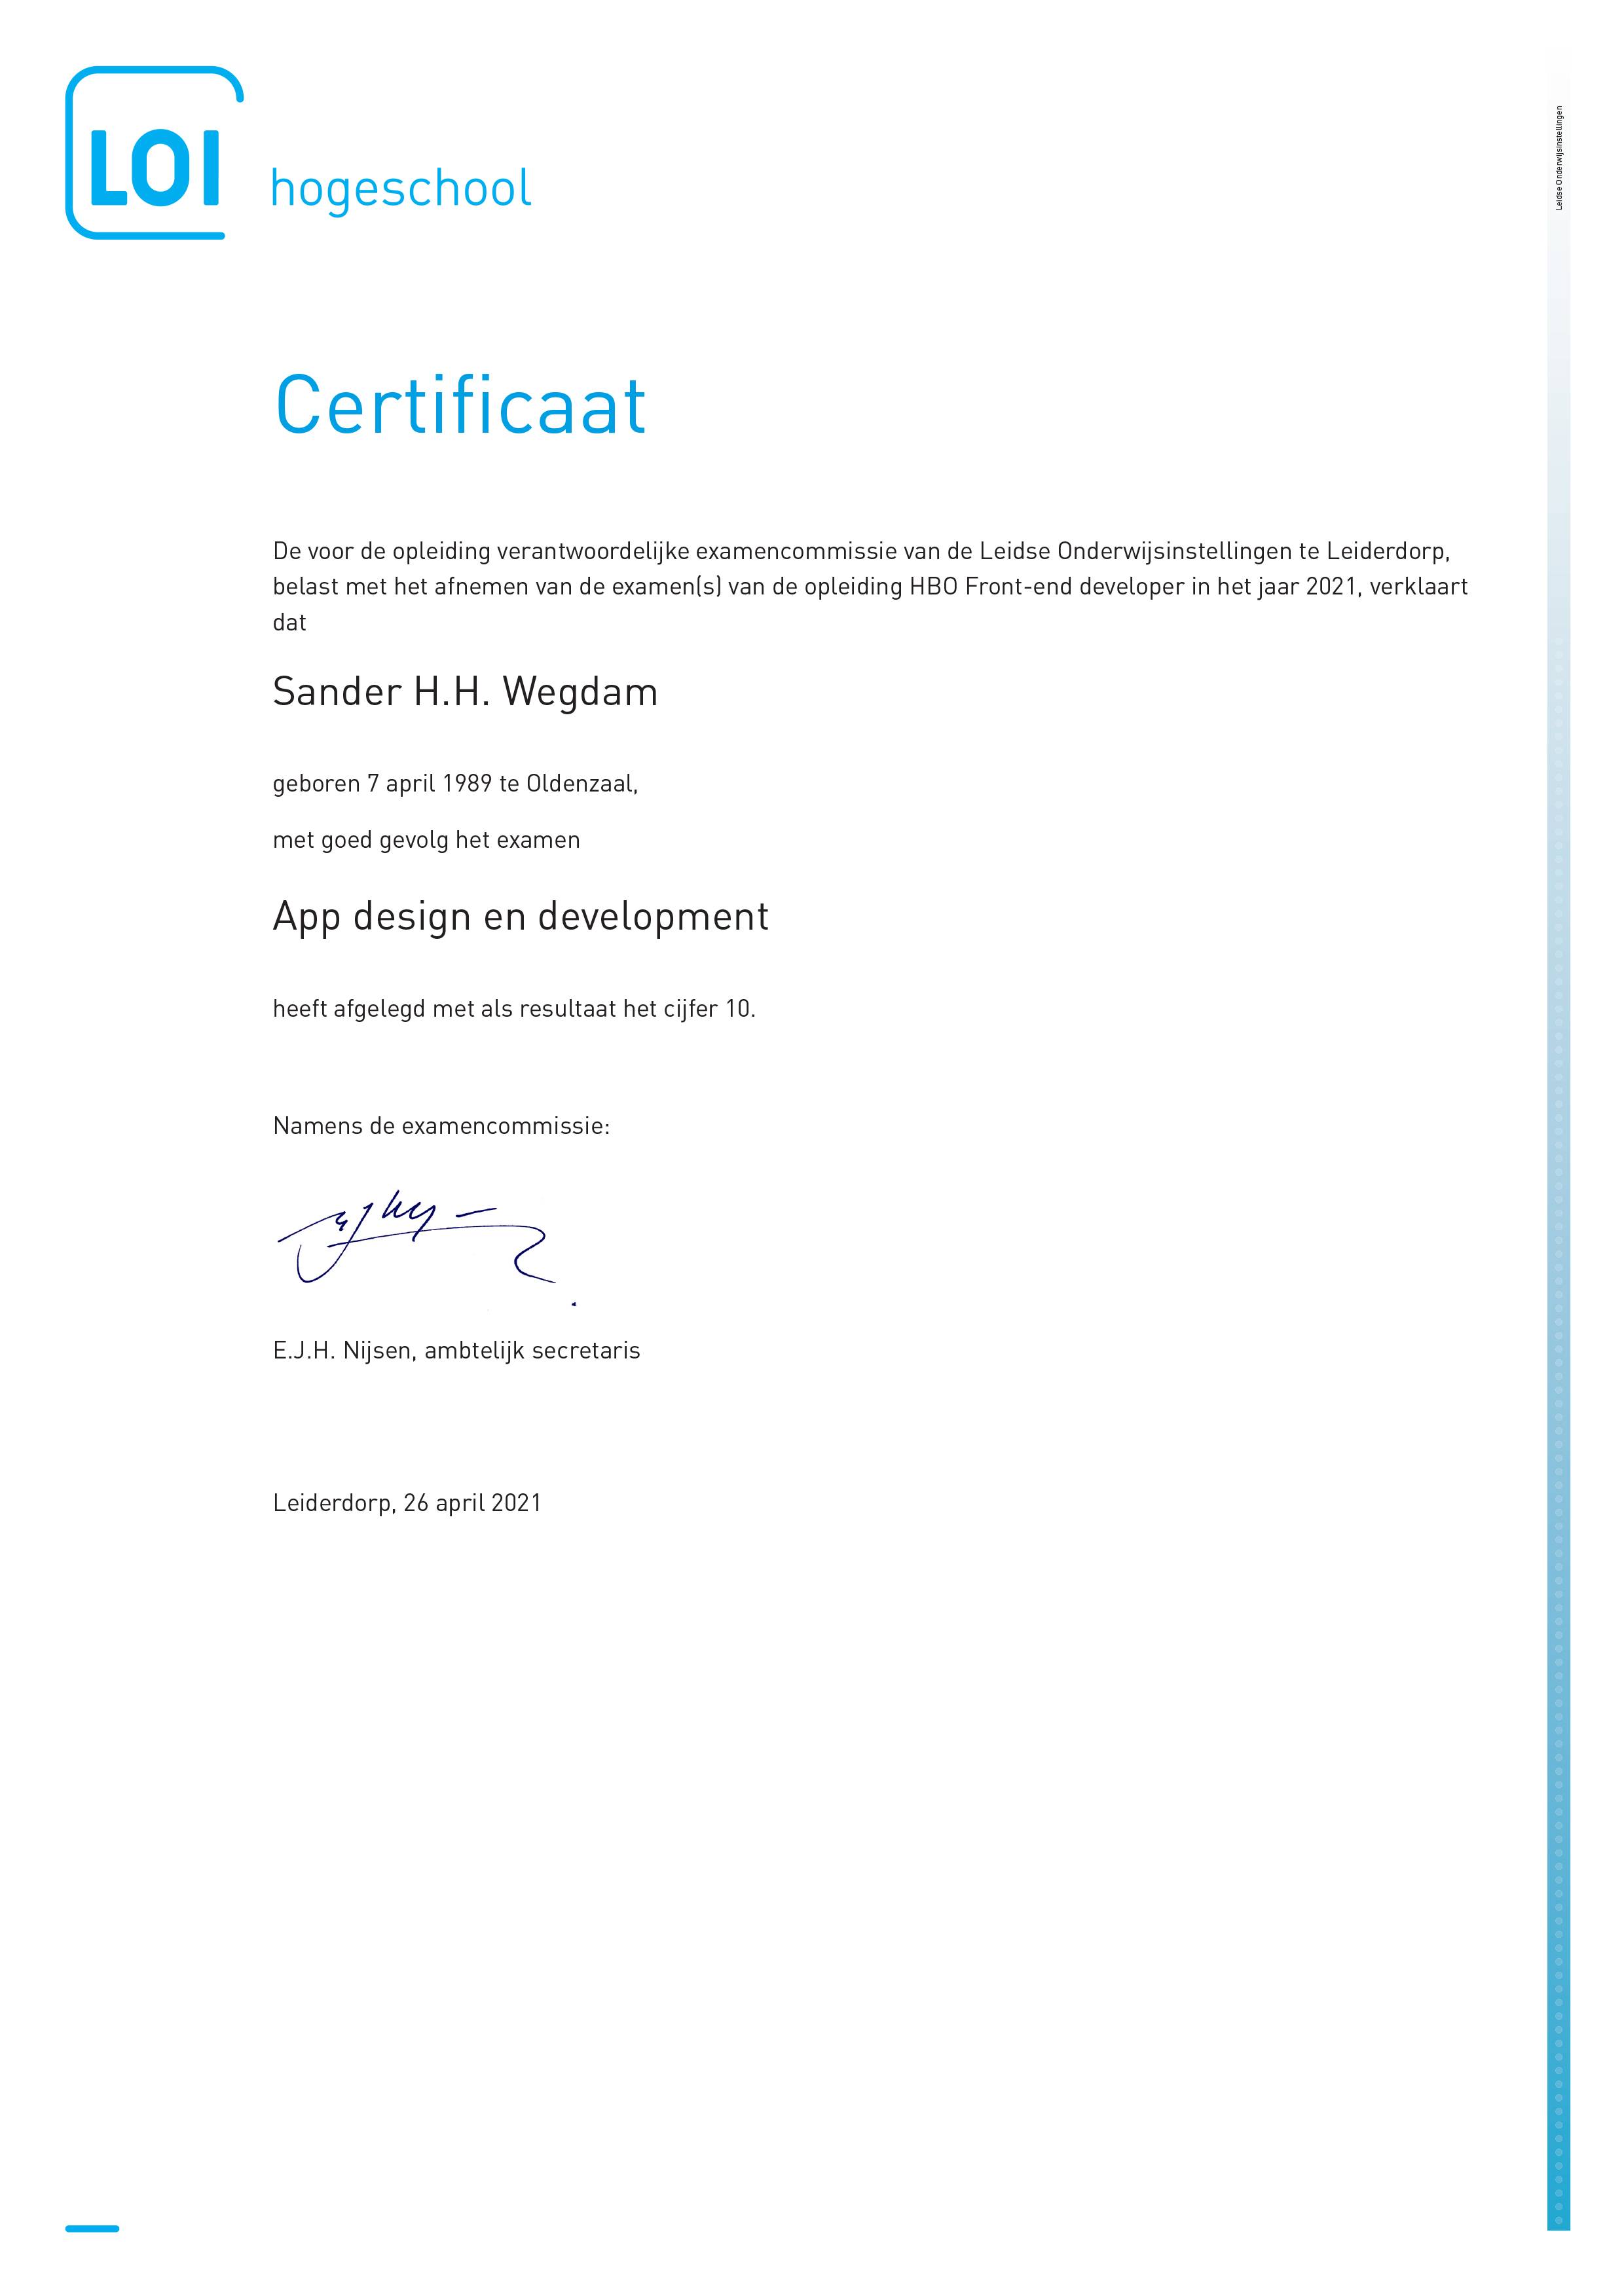 LOI hogeschool
Leidse Onderwijsinstellingen
Certificaat
De voor de opleiding verantwoordelijke examencommissie van de Leidse Onderwijsinstellingen te Leiderdorp,
belast met het afnemen van de examen(s) van de opleiding HBO Front-end developer in het jaar 2021, verklaart
dat
Sander H.H. Wegdam
geboren 7 april 1989 te Oldenzaal,
met goed gevolg het examen
App design en development
heeft afgelegd met als resultaat het cijfer 10.
Namens de examencommissie:
E.J.H. Nijsen, ambtelijk secretaris
Leiderdorp, 26 april 2021